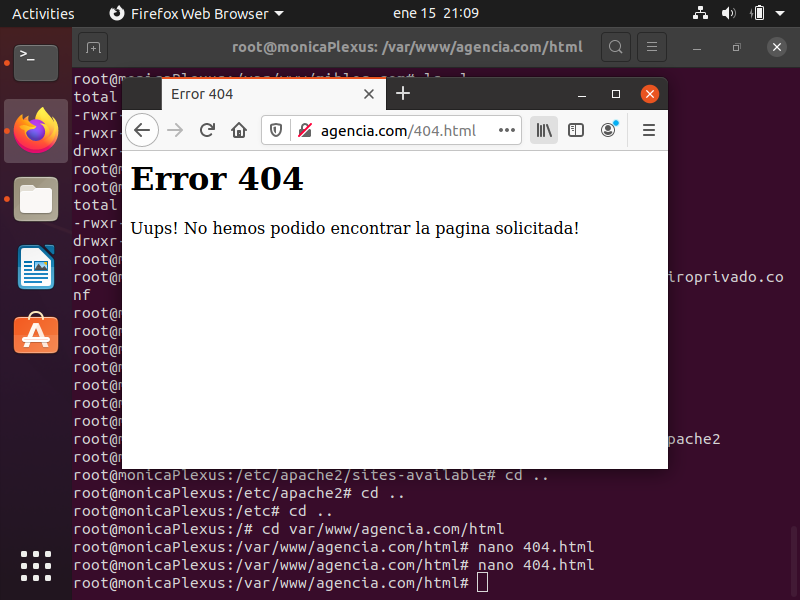 Activities Firefox Web Browser ene 15 21:09
root@monicaPlexus: /var/www/agencia.com/html
total
-rwxr-
-rwxr-
drwxr-
root@m
root@m
total
-rwxr-
drwxr-
root@m
root@m iroprivado.co
nf
root@m
root@m
root@m
root@m
root@m
root@m
root@m
root@m pache2
root@m
Error 404
agencia.com/404.html
Error 404
Uups! No hemos podido encontrar la pagina solicitada!
root@monicaPlexus:/etc/apache2/sites-available# cd ..
root@monicaPlexus:/etc/apache2# cd ..
root@monicaPlexus:/etc# cd ..
root@monicaPlexus:/# cd var/www/agencia.com/html
root@monicaPlexus:/var/www/agencia.com/html# nano 404.html
root@monicaPlexus:/var/www/agencia.com/html# nano 404.html
root@monicaPlexus:/var/www/agencia.com/html#